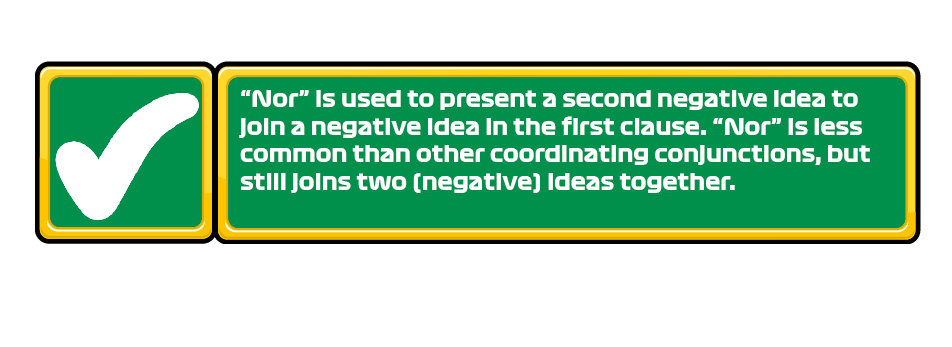 “Nor” is used to present a second negative idea to
join a negative idea in the first clause. “Nor” is less
common than other coordinating conjunctions, but
still joins two (negative) ideas together.